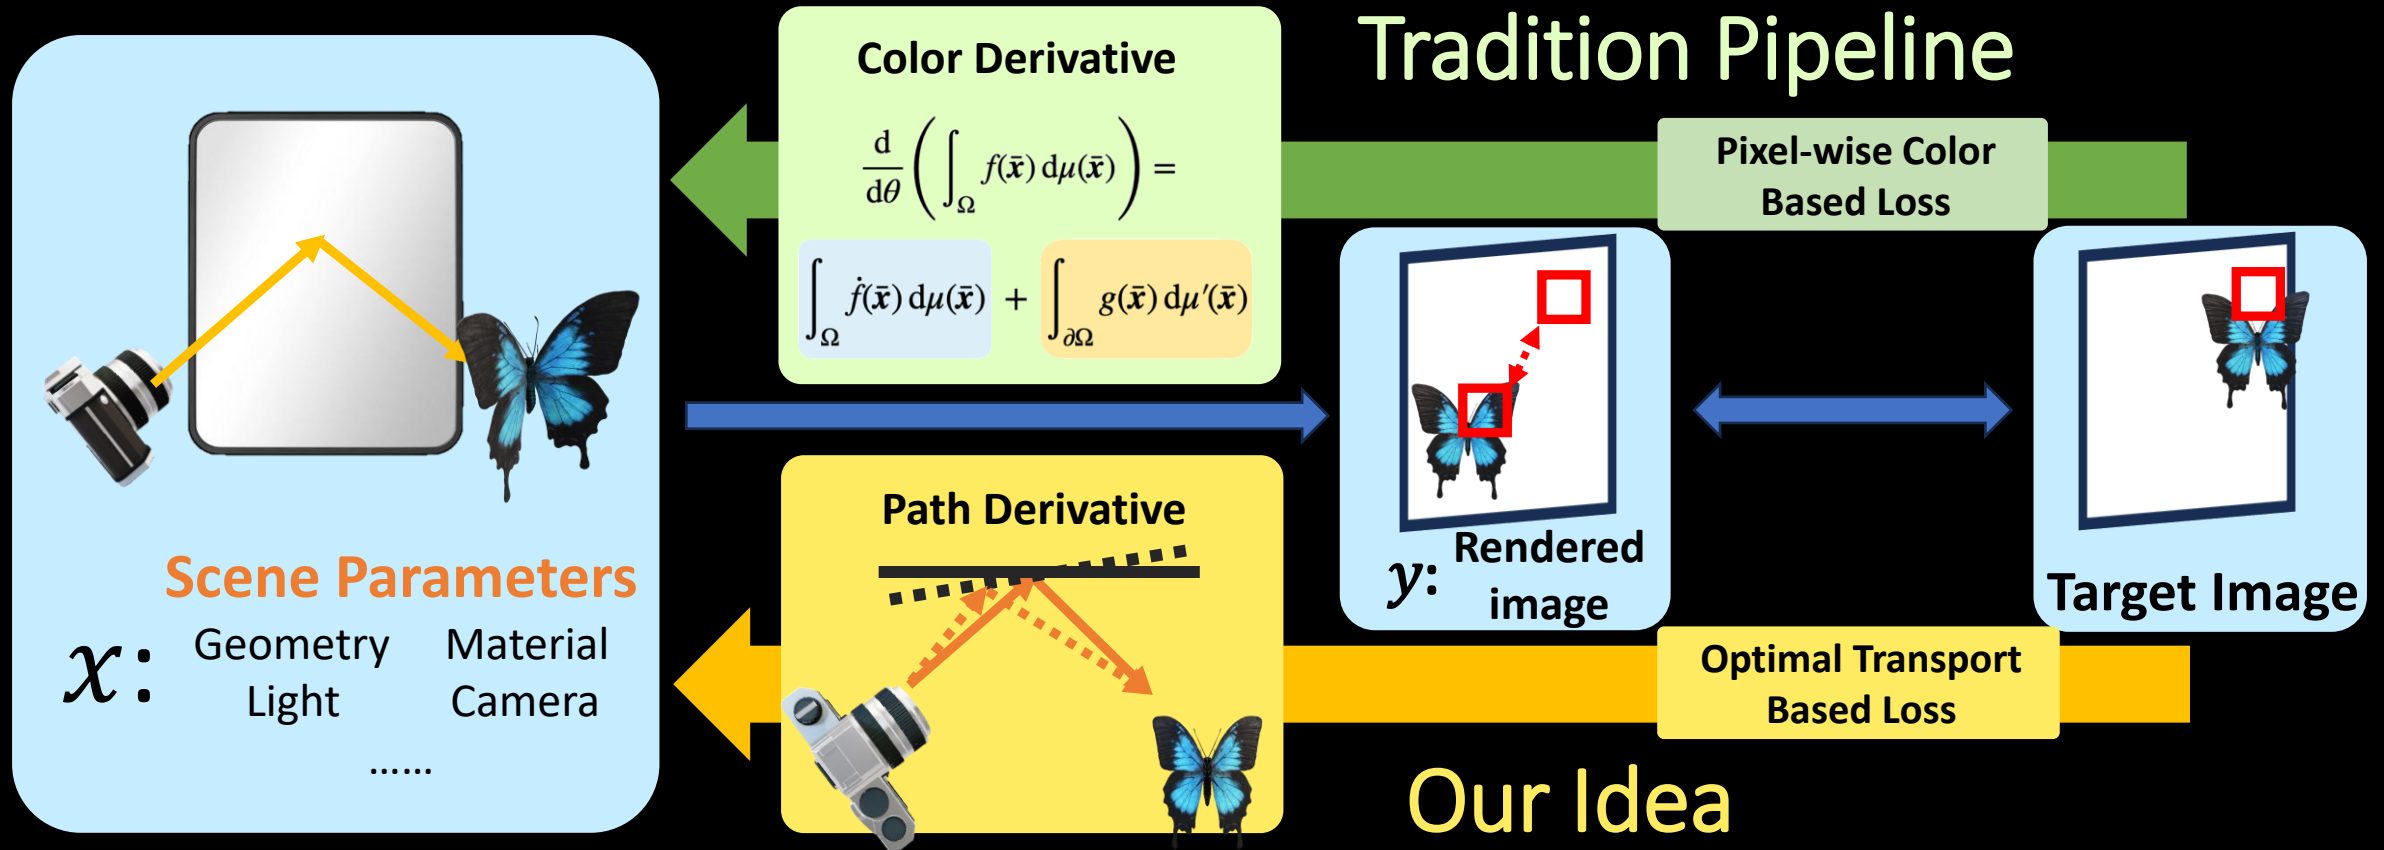 Tradition Pipeline
Color Derivative
d/dθ ( ∫_Ω f(x̄) dμ(x̄) ) =
∫_Ω ḟ(x̄) dμ(x̄) + ∫_∂Ω g(x̄) dμ′(x̄)
Pixel-wise Color
Based Loss
Scene Parameters
x:
Geometry Material
Light Camera
......
Path Derivative
y: Rendered
image
Target Image
Optimal Transport
Based Loss
Our Idea